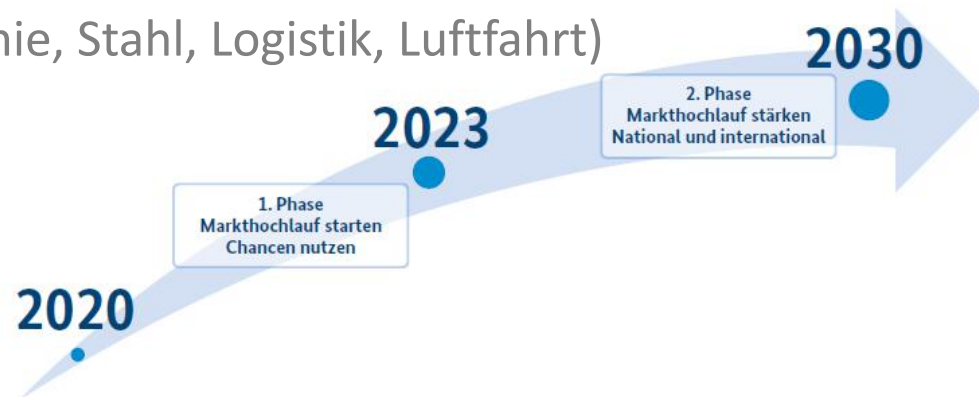 nie, Stahl, Logistik, Luftfahrt)
2030
2. Phase
Markthochlauf stärken
National und international
2023
1. Phase
Markthochlauf starten
Chancen nutzen
2020